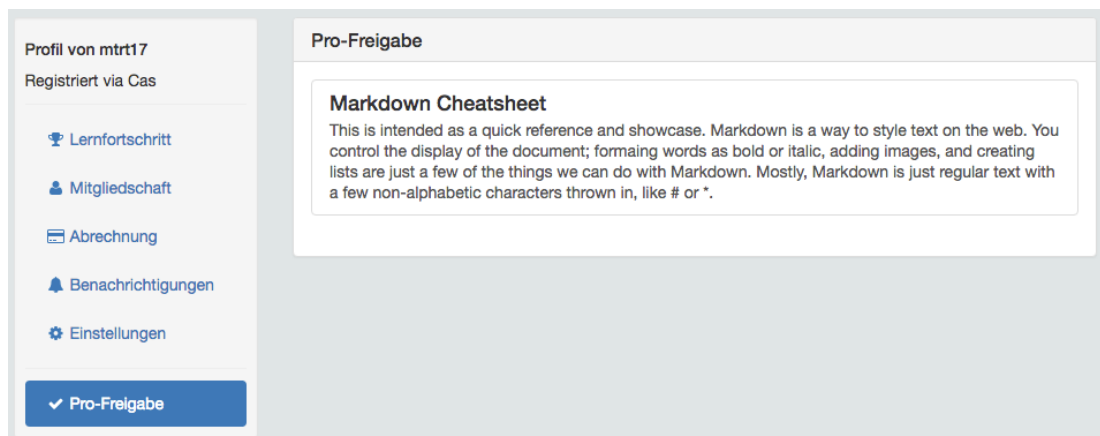 Profil von mtrt17
Registriert via Cas
Lernfortschritt
Mitgliedschaft
Abrechnung
Benachrichtigungen
Einstellungen
Pro-Freigabe
Pro-Freigabe
Markdown Cheatsheet
This is intended as a quick reference and showcase. Markdown is a way to style text on the web. You
control the display of the document; formaing words as bold or italic, adding images, and creating
lists are just a few of the things we can do with Markdown. Mostly, Markdown is just regular text with
a few non-alphabetic characters thrown in, like # or *.